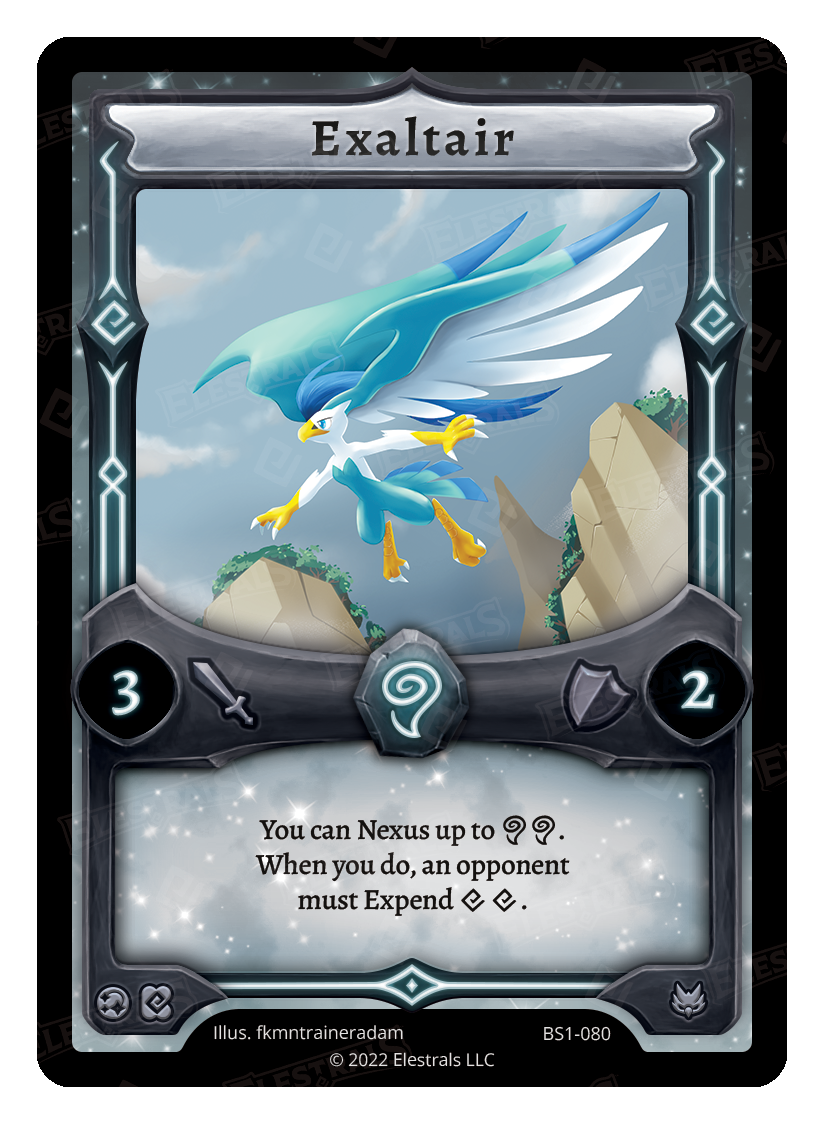 Exaltair
3
2
You can Nexus up to .
When you do, an opponent
must Expend .
Illus. fkmntraineradam
BS1-080
© 2022 Elestrals LLC